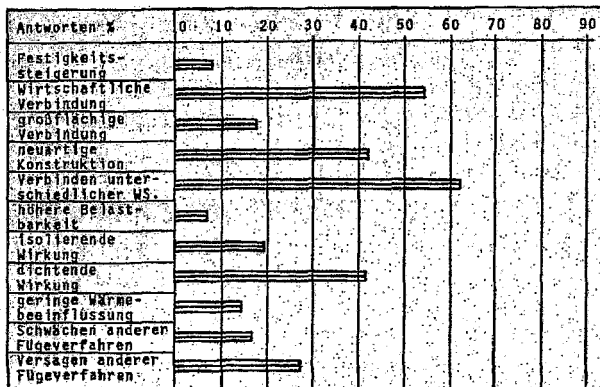 Antworten % 0 10 20 30 40 50 60 70 80 90
Festigkeits-
steigerung
Wirtschaftliche
Verbindung
großflächige
Verbindung
neuartige
Konstruktion
Verbinden unter-
schiedlicher WS.
höhere Belast-
barkeit
isolierende
Wirkung
dichtende
Wirkung
geringe Wärme-
beeinflussung
Schwächen anderer
Fügeverfahren
Versagen anderer
Fügeverfahren